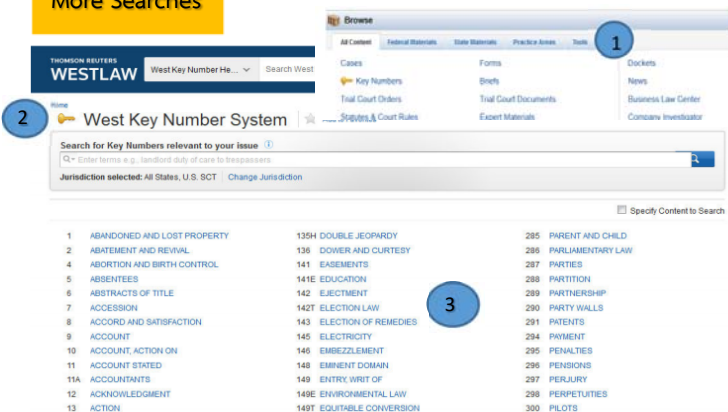 More Searches
Browse
All Content Federal Materials State Materials Practice Areas Tools
1
Cases Forms Dockets
Key Numbers Briefs News
Trial Court Orders Trial Court Documents Business Law Center
Statutes & Court Rules Expert Materials Company Investigator
THOMSON REUTERS
WESTLAW West Key Number He... Search West
Home
2
West Key Number System
Search for Key Numbers relevant to your issue
Enter terms e.g., landlord duty of care to trespassers
Jurisdiction selected: All States, U.S. SCT Change Jurisdiction
Specify Content to Search
1 ABANDONED AND LOST PROPERTY 135H DOUBLE JEOPARDY 285 PARENT AND CHILD
2 ABATEMENT AND REVIVAL 136 DOWER AND CURTESY 286 PARLIAMENTARY LAW
4 ABORTION AND BIRTH CONTROL 141 EASEMENTS 287 PARTIES
5 ABSENTEES 141E EDUCATION 288 PARTITION
6 ABSTRACTS OF TITLE 142 EJECTMENT 289 PARTNERSHIP
7 ACCESSION 142T ELECTION LAW 290 PARTY WALLS
3
8 ACCORD AND SATISFACTION 143 ELECTION OF REMEDIES 291 PATENTS
9 ACCOUNT 145 ELECTRICITY 294 PAYMENT
10 ACCOUNT, ACTION ON 146 EMBEZZLEMENT 295 PENALTIES
11 ACCOUNT STATED 148 EMINENT DOMAIN 296 PENSIONS
11A ACCOUNTANTS 149 ENTRY, WRIT OF 297 PERJURY
12 ACKNOWLEDGMENT 149E ENVIRONMENTAL LAW 298 PERPETUITIES
13 ACTION 149T EQUITABLE CONVERSION 300 PILOTS